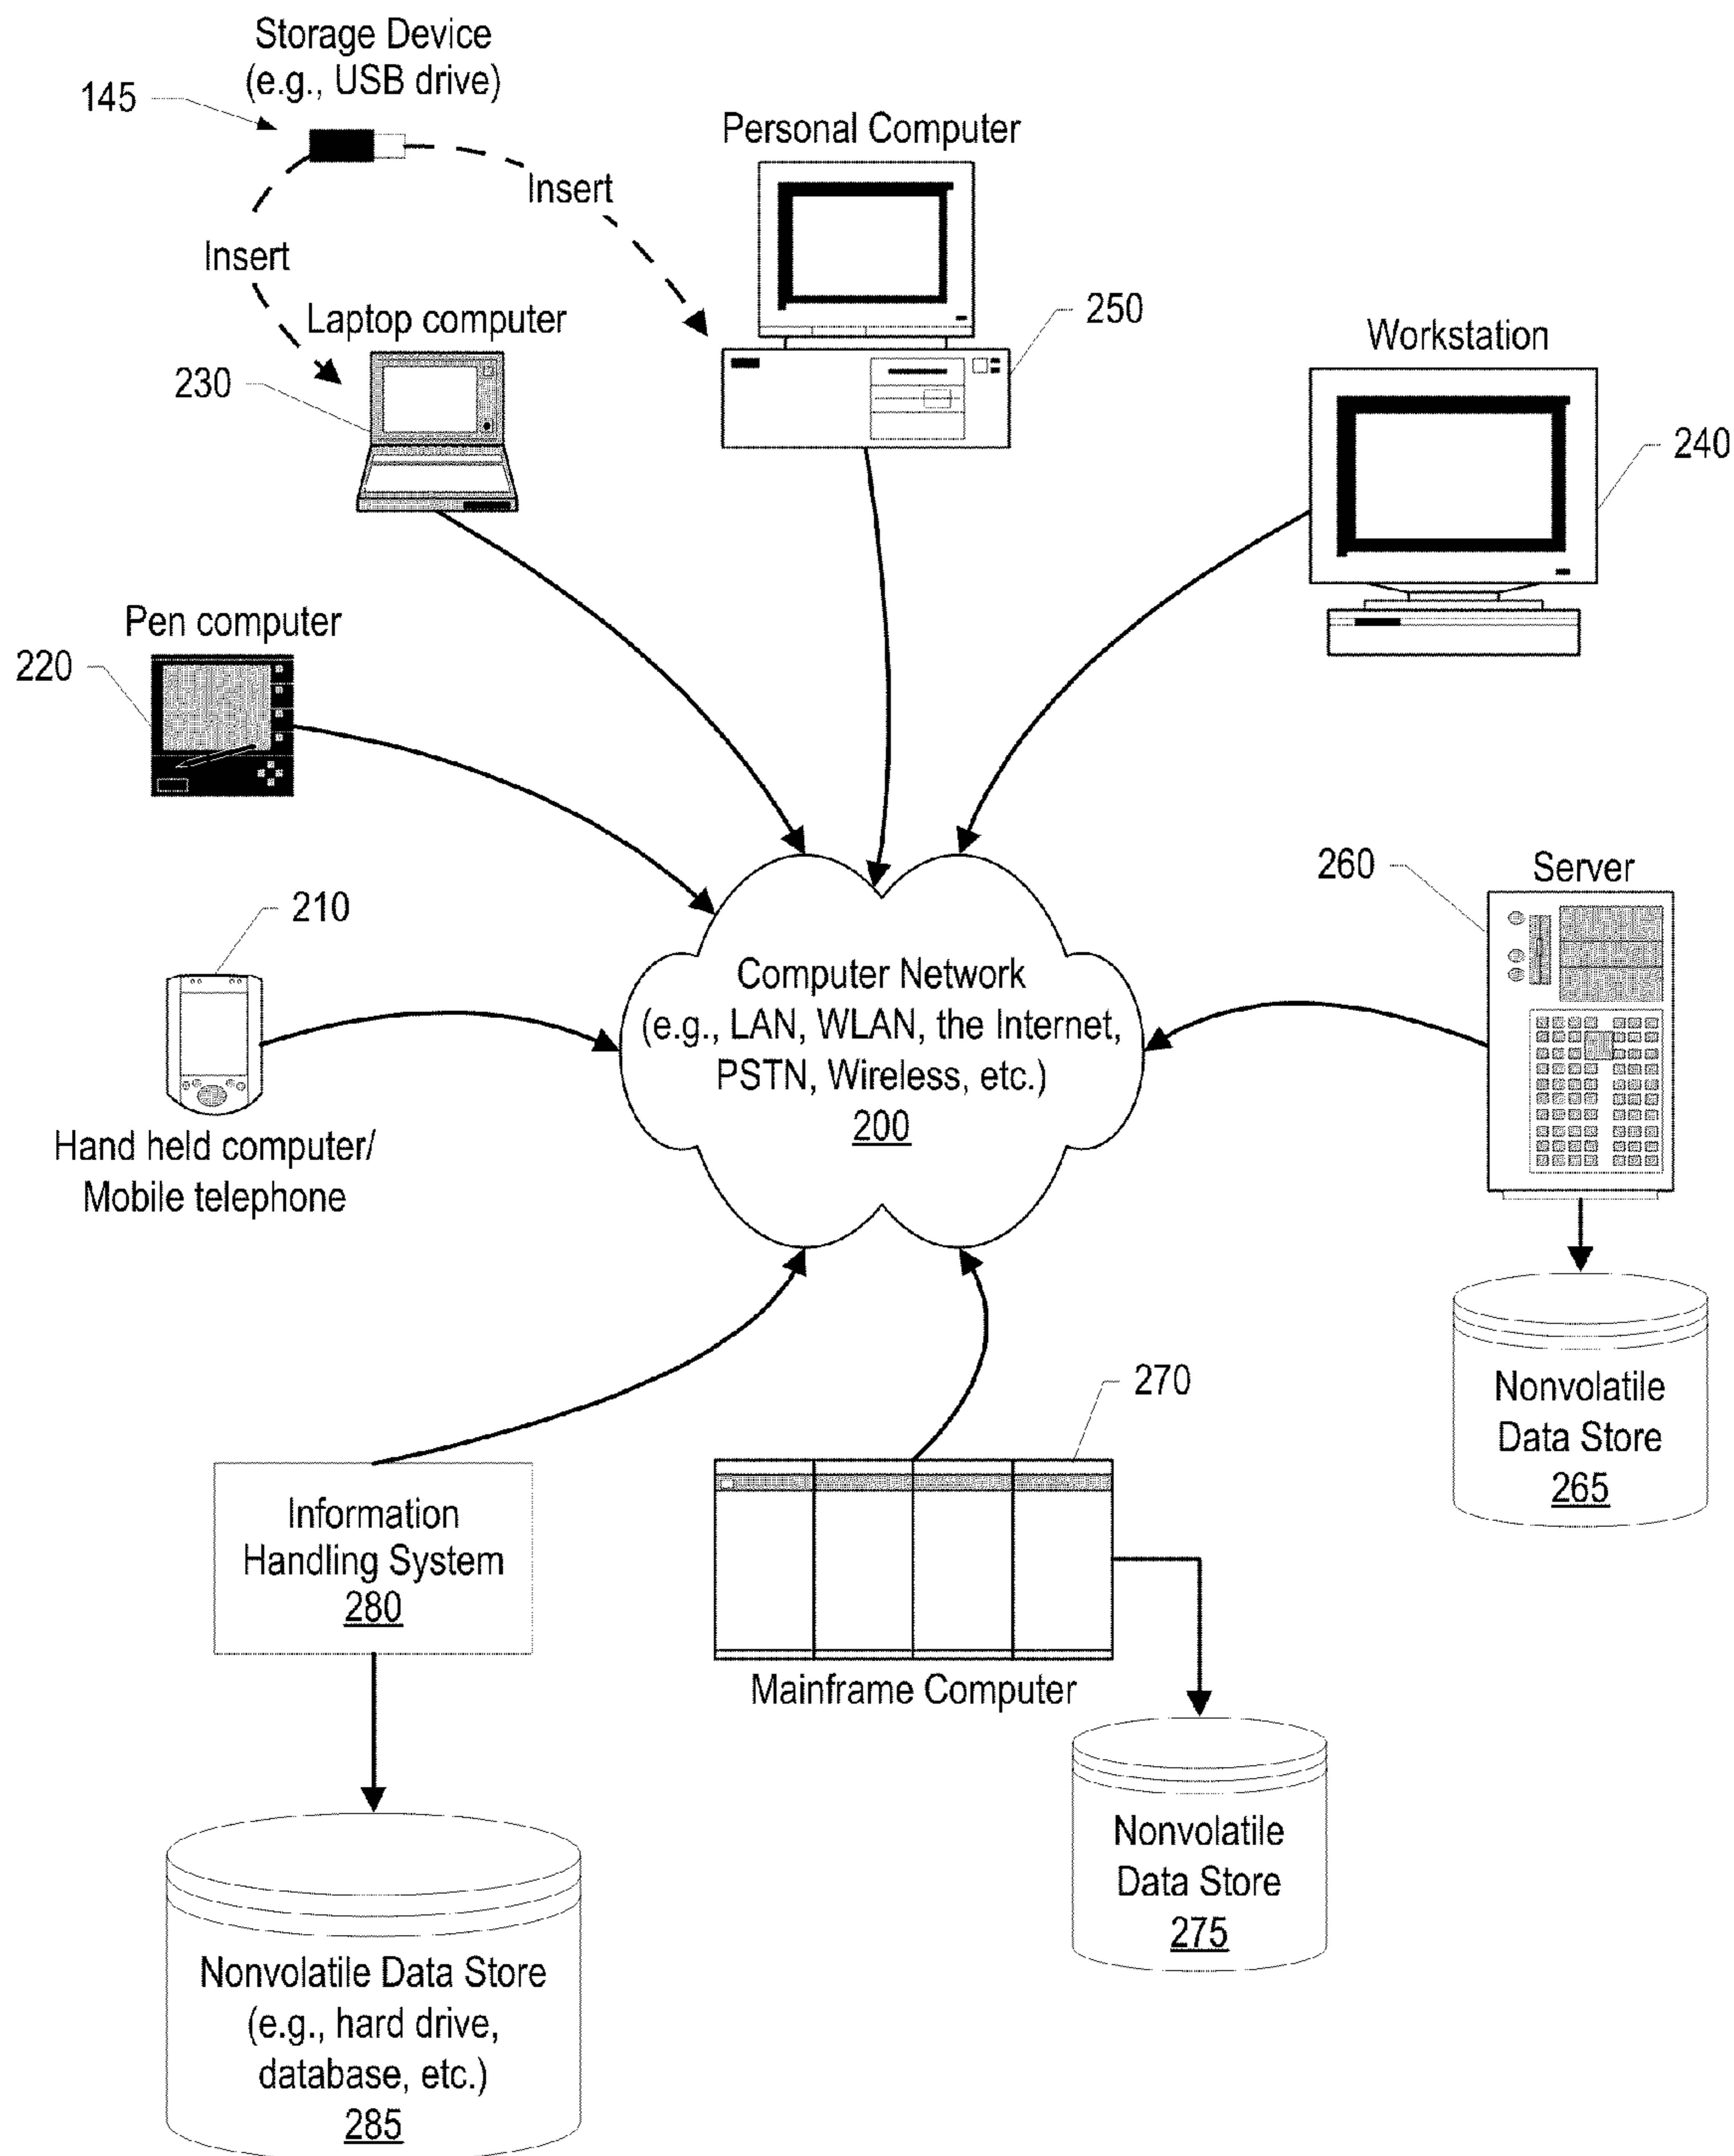 Storage Device
(e.g., USB drive)
145
Personal Computer
Insert
Insert
Laptop computer
250
Workstation
230
240
Pen computer
220
260
Server
210
Computer Network
(e.g., LAN, WLAN, the Internet,
PSTN, Wireless, etc.)
200
Hand held computer/
Mobile telephone
270
Nonvolatile
Data Store
265
Information
Handling System
280
Mainframe Computer
Nonvolatile
Data Store
275
Nonvolatile Data Store
(e.g., hard drive,
database, etc.)
285